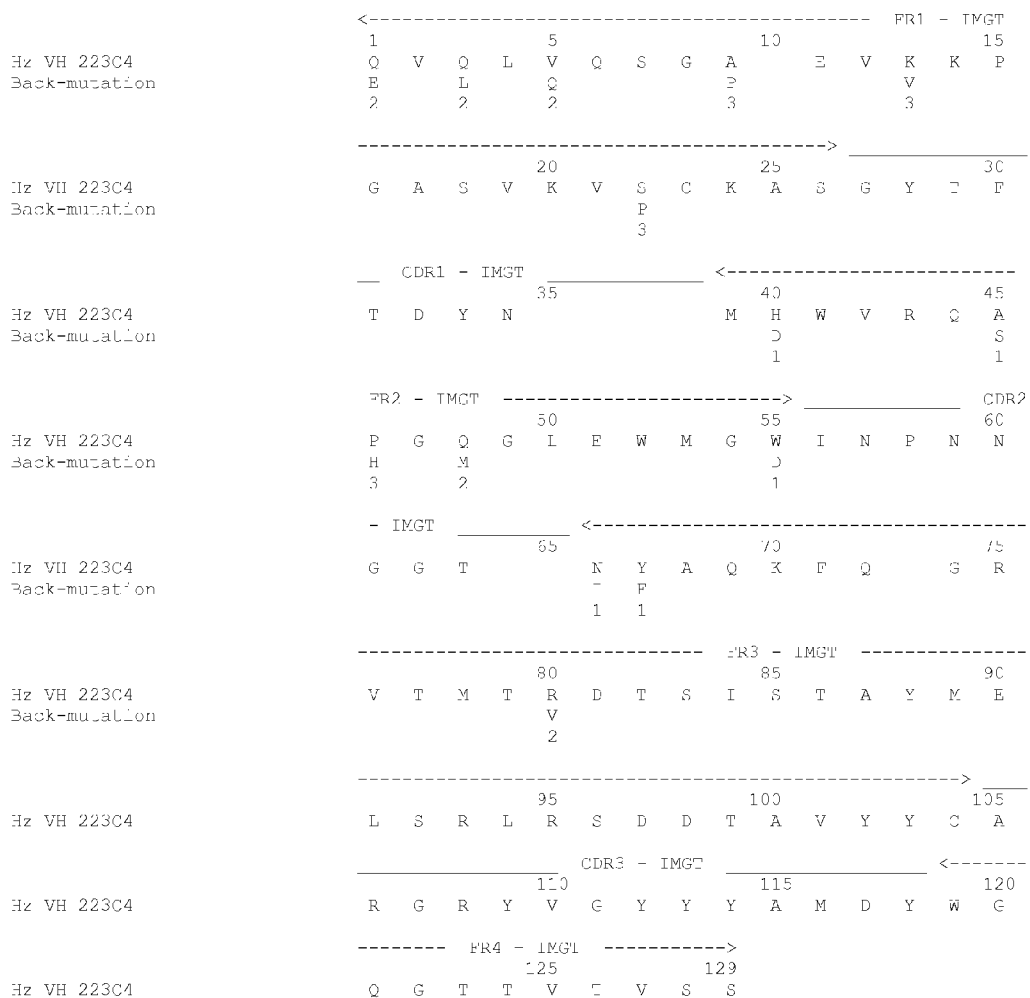 <--------------------------------------------- FR1 - IMGT
1 5 10 15
Hz VH 223C4 Q V Q L V Q S G A E V K K P
Back-mutation E L Q P V
2 2 2 3 3
------------------------------------------>
20 25 30
Hz VH 223C4 G A S V K V S C K A S G Y T F
Back-mutation P
3
CDR1 - IMGT <--------------------------
35 40 45
Hz VH 223C4 T D Y N M H W V R Q A
Back-mutation D S
1 1
FR2 - IMGT ------------------------->
CDR2
50 55 60
Hz VH 223C4 P G Q G L E W M G W I N P N N
Back-mutation H M D
3 2 1
- IMGT <---------------------------------------
65 70 75
Hz VH 223C4 G G T N Y A Q K F Q G R
Back-mutation F
1 1
------------------------------- FR3 - IMGT ---------------
80 85 90
Hz VH 223C4 V T M T R D T S I S T A Y M E
Back-mutation V
2
------------------------------------------------------>
95 100 105
Hz VH 223C4 L S R L R S D D T A V Y Y C A
CDR3 - IMGT <-------
110 115 120
Hz VH 223C4 R G R Y V G Y Y Y A M D Y W G
-------- FR4 - IMGT ----------->
125 129
Hz VH 223C4 Q G T T V V S S